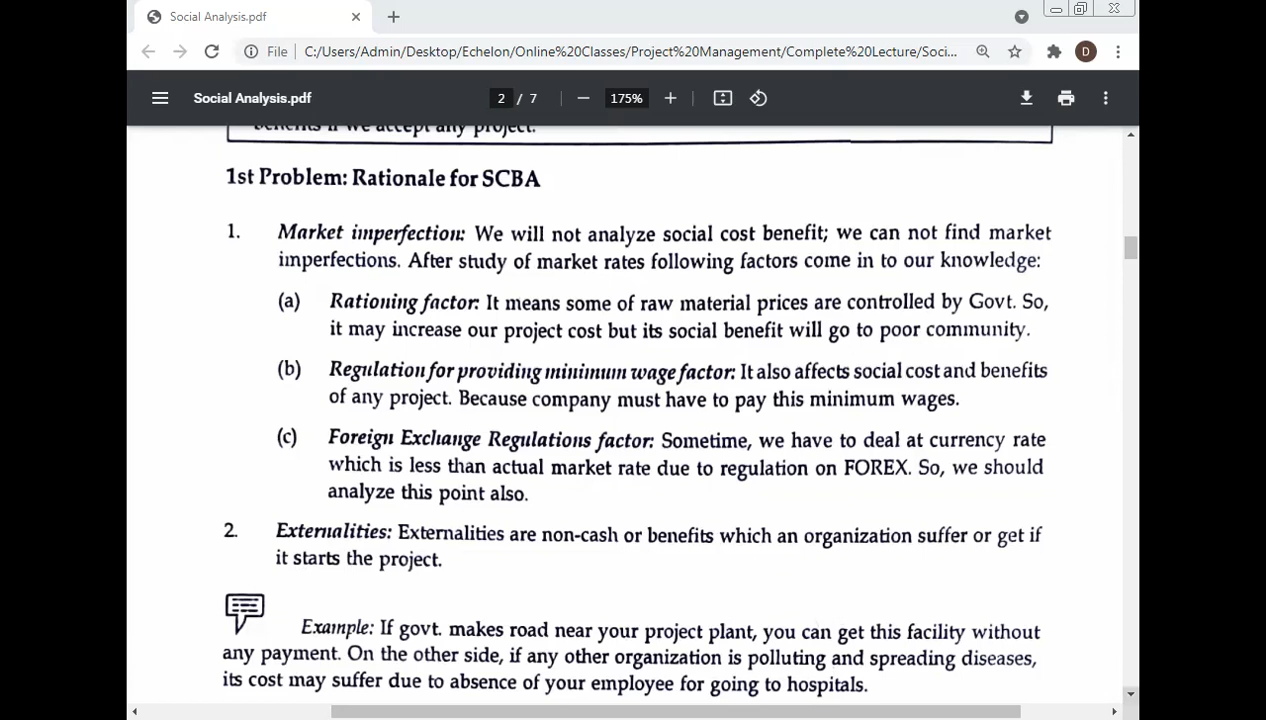 Social Analysis.pdf
File C:/Users/Admin/Desktop/Echelon/Online%20Classes/Project%20Management/Complete%20Lecture/Soci...
D
Social Analysis.pdf
2 / 7
175%
benefits if we accept any project.
1st Problem: Rationale for SCBA
1. Market imperfection: We will not analyze social cost benefit; we can not find market
imperfections. After study of market rates following factors come in to our knowledge:
(a) Rationing factor: It means some of raw material prices are controlled by Govt. So,
it may increase our project cost but its social benefit will go to poor community.
(b) Regulation for providing minimum wage factor: It also affects social cost and benefits
of any project. Because company must have to pay this minimum wages.
(c) Foreign Exchange Regulations factor: Sometime, we have to deal at currency rate
which is less than actual market rate due to regulation on FOREX. So, we should
analyze this point also.
2. Externalities: Externalities are non-cash or benefits which an organization suffer or get if
it starts the project.
Example: If govt. makes road near your project plant, you can get this facility without
any payment. On the other side, if any other organization is polluting and spreading diseases,
its cost may suffer due to absence of your employee for going to hospitals.